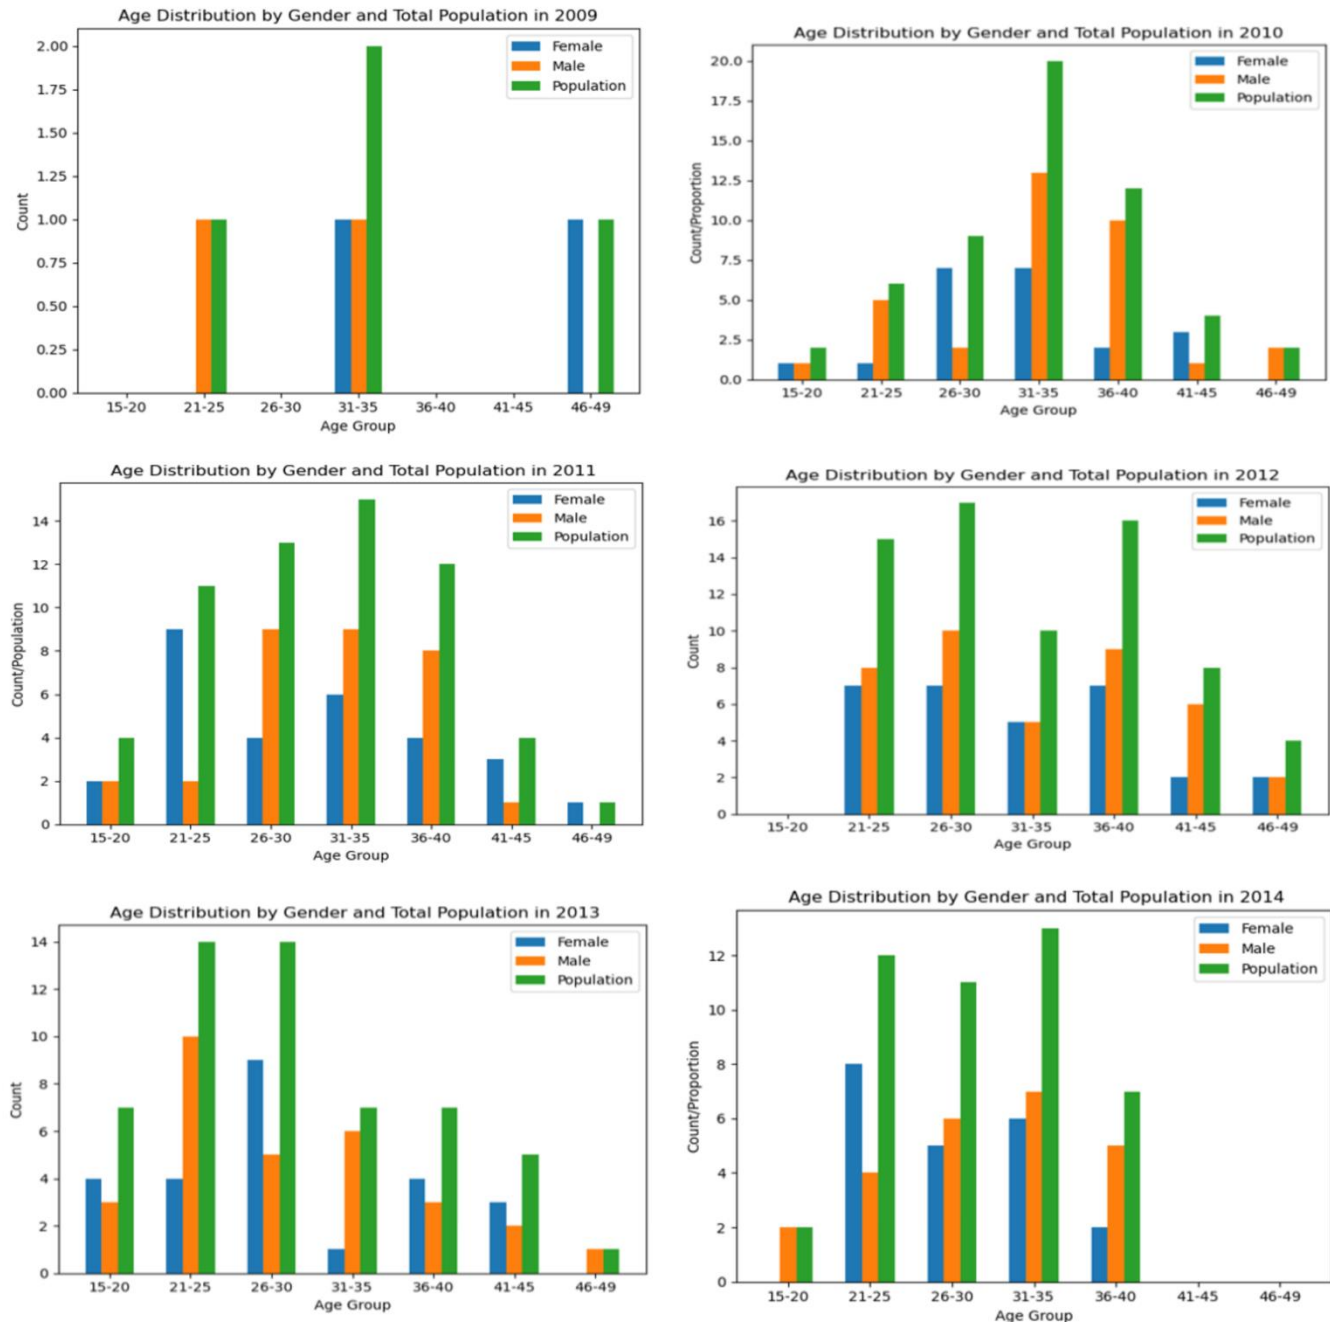 Age Distribution by Gender and Total Population in 2009
Female
Male
Population
2.00
1.75
1.50
1.25
1.00
0.75
0.50
0.25
0.00
Count
15-20 21-25 26-30 31-35 36-40 41-45 46-49
Age Group
Age Distribution by Gender and Total Population in 2010
Female
Male
Population
20.0
17.5
15.0
12.5
10.0
7.5
5.0
2.5
0.0
Count/Proportion
15-20 21-25 26-30 31-35 36-40 41-45 46-49
Age Group
Age Distribution by Gender and Total Population in 2011
Female
Male
Population
14
12
10
8
6
4
2
0
Count/Population
15-20 21-25 26-30 31-35 36-40 41-45 46-49
Age Group
Age Distribution by Gender and Total Population in 2012
Female
Male
Population
16
14
12
10
8
6
4
2
0
Count
15-20 21-25 26-30 31-35 36-40 41-45 46-49
Age Group
Age Distribution by Gender and Total Population in 2013
Female
Male
Population
14
12
10
8
6
4
2
0
Count
15-20 21-25 26-30 31-35 36-40 41-45 46-49
Age Group
Age Distribution by Gender and Total Population in 2014
Female
Male
Population
12
10
8
6
4
2
0
Count/Proportion
15-20 21-25 26-30 31-35 36-40 41-45 46-49
Age Group